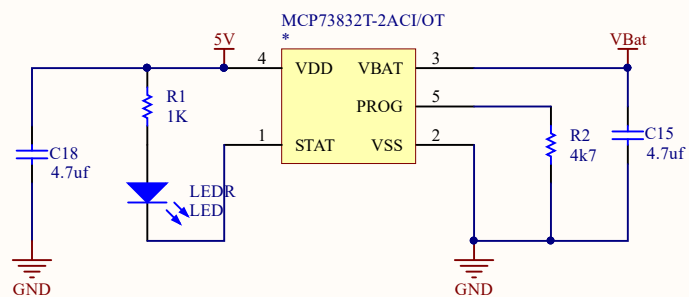 MCP73832T-2ACI/OT
*
5V
VBat
4
VDD
VBAT
3
R1
1K
PROG
5
C18
4.7uf
1
STAT
VSS
2
R2
4k7
C15
4.7uf
LEDR
LED
GND
GND